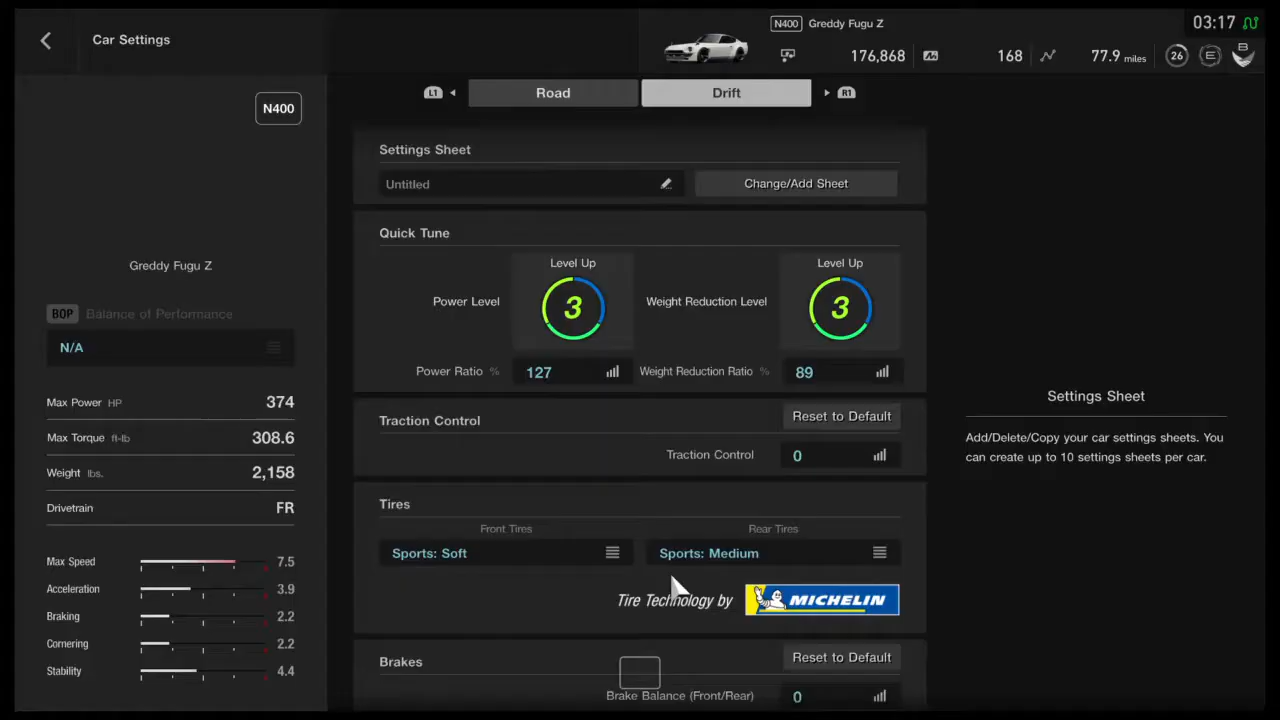 Car Settings
N400 Greddy Fugu Z
03:17
176,868 168 77.9 miles 26 E B
L1 Road Drift R1
N400
Greddy Fugu Z
BOP Balance of Performance
N/A
Max Power HP 374
Max Torque ft-lb 308.6
Weight lbs. 2,158
Drivetrain FR
Max Speed 7.5
Acceleration 3.9
Braking 2.2
Cornering 2.2
Stability 4.4
Settings Sheet
Untitled Change/Add Sheet
Quick Tune
Level Up Level Up
Power Level 3 Weight Reduction Level 3
Power Ratio % 127 Weight Reduction Ratio % 89
Traction Control Reset to Default
Traction Control 0
Tires
Front Tires Rear Tires
Sports: Soft Sports: Medium
Tire Technology by MICHELIN
Brakes Reset to Default
Brake Balance (Front/Rear) 0
Settings Sheet
Add/Delete/Copy your car settings sheets. You
can create up to 10 settings sheets per car.